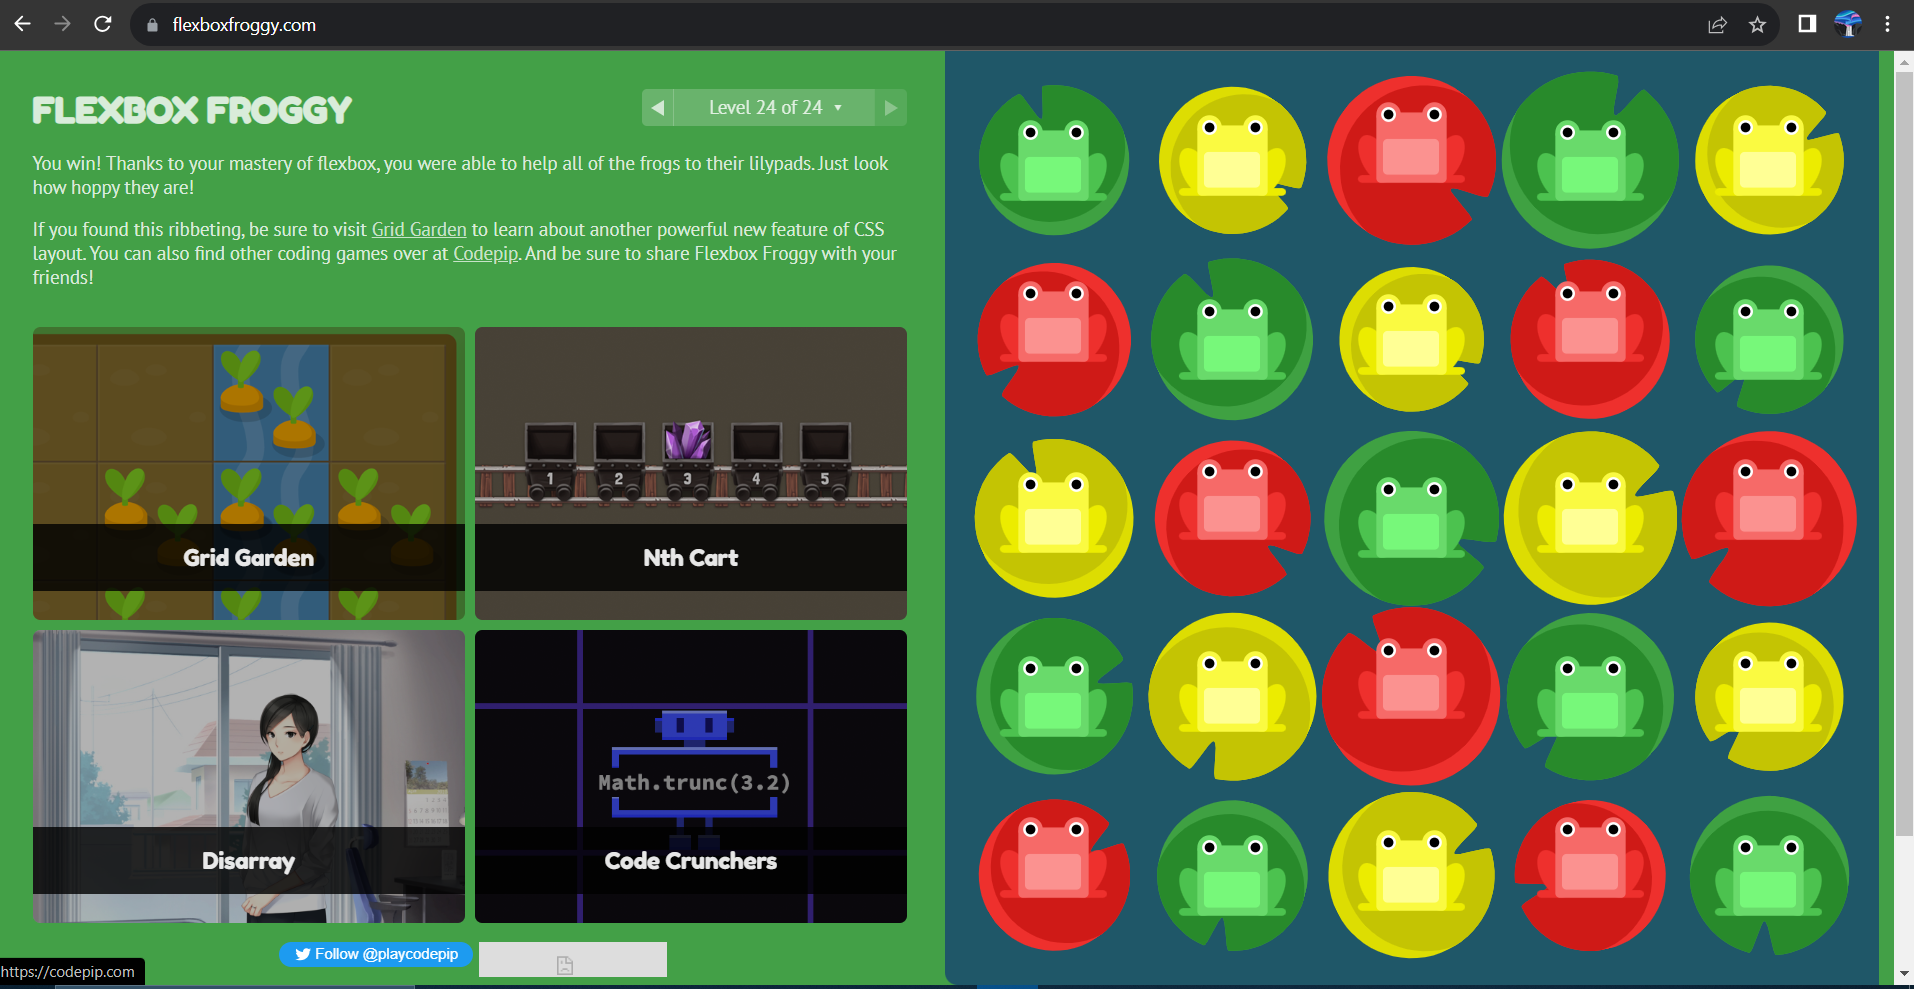 flexboxfroggy.com
FLEXBOX FROGGY
Level 24 of 24
You win! Thanks to your mastery of flexbox, you were able to help all of the frogs to their lilypads. Just look
how hoppy they are!
If you found this ribbeting, be sure to visit Grid Garden to learn about another powerful new feature of CSS
layout. You can also find other coding games over at Codepip. And be sure to share Flexbox Froggy with your
friends!
1 2 3 4 5
Grid Garden
Nth Cart
Math.trunc(3.2)
Disarray
Code Crunchers
Follow @playcodepip
https://codepip.com